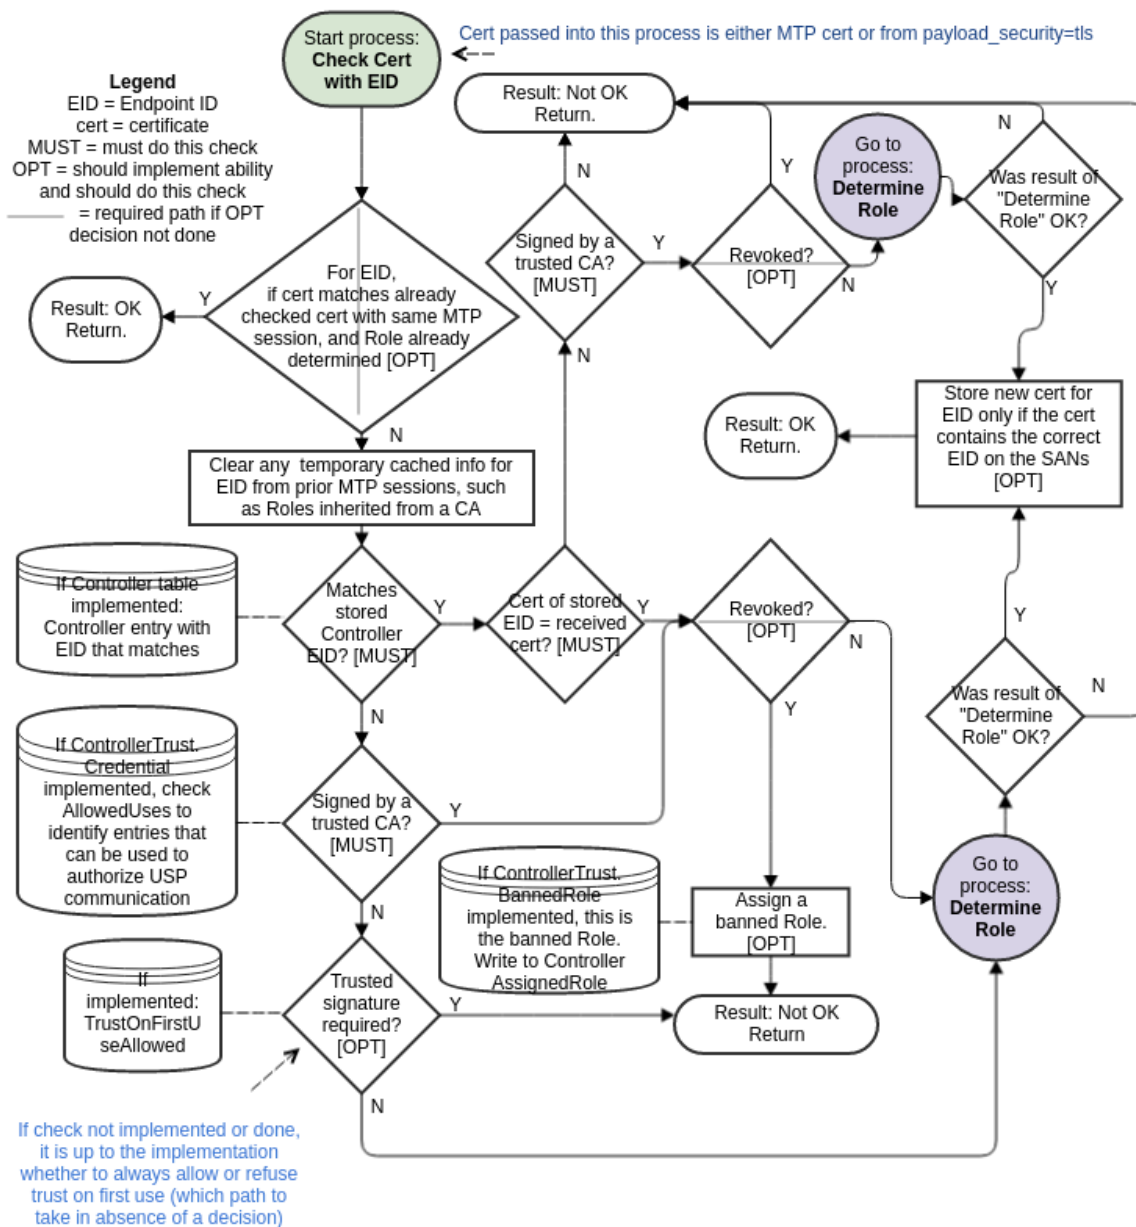 Start process:
Check Cert
with EID
Cert passed into this process is either MTP cert or from payload_security=tls
Legend
EID = Endpoint ID
cert = certificate
MUST = must do this check
OPT = should implement ability
and should do this check
= required path if OPT
decision not done
Result: Not OK
Return.
Go to
process:
Determine
Role
N
Was result of
"Determine
Role" OK?
Y
N
Y
Signed by a
trusted CA?
[MUST]
Y
Revoked?
[OPT]
N
N
For EID,
if cert matches already
checked cert with same MTP
session, and Role already
determined [OPT]
Y
Result: OK
Return.
N
Clear any temporary cached info for
EID from prior MTP sessions, such
as Roles inherited from a CA
Store new cert for
EID only if the cert
contains the correct
EID on the SANs
[OPT]
Result: OK
Return.
If Controller table
implemented:
Controller entry with
EID that matches
Matches
stored
Controller
EID? [MUST]
Y
Cert of stored
EID = received
cert? [MUST]
Y
Revoked?
[OPT]
N
Y
Y
Was result of
"Determine
Role" OK?
N
N
If ControllerTrust.
Credential
implemented, check
AllowedUses to
identify entries that
can be used to
authorize USP
communication
Signed by a
trusted CA?
[MUST]
Y
N
If ControllerTrust.
BannedRole
implemented, this is
the banned Role.
Write to Controller
AssignedRole
Assign a
banned Role.
[OPT]
Go to
process:
Determine
Role
If
implemented:
TrustOnFirstU
seAllowed
Trusted
signature
required?
[OPT]
Y
Result: Not OK
Return
N
If check not implemented or done,
it is up to the implementation
whether to always allow or refuse
trust on first use (which path to
take in absence of a decision)